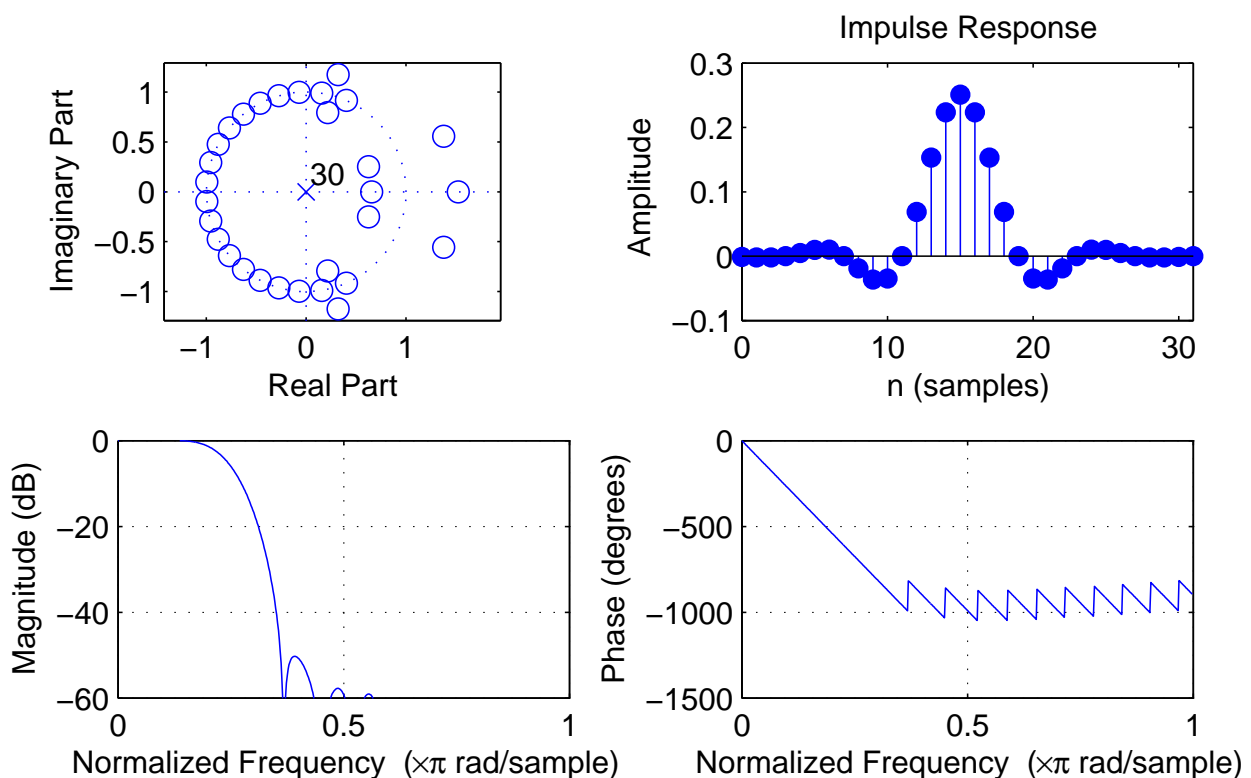 Imaginary Part
1
0.5
0
−0.5
−1
30
−1 0 1
Real Part
Impulse Response
Amplitude
0.3
0.2
0.1
0
−0.1
0 10 20 30
n (samples)
Magnitude (dB)
0
−20
−40
−60
0 0.5 1
Normalized Frequency (×π rad/sample)
Phase (degrees)
0
−500
−1000
−1500
0 0.5 1
Normalized Frequency (×π rad/sample)